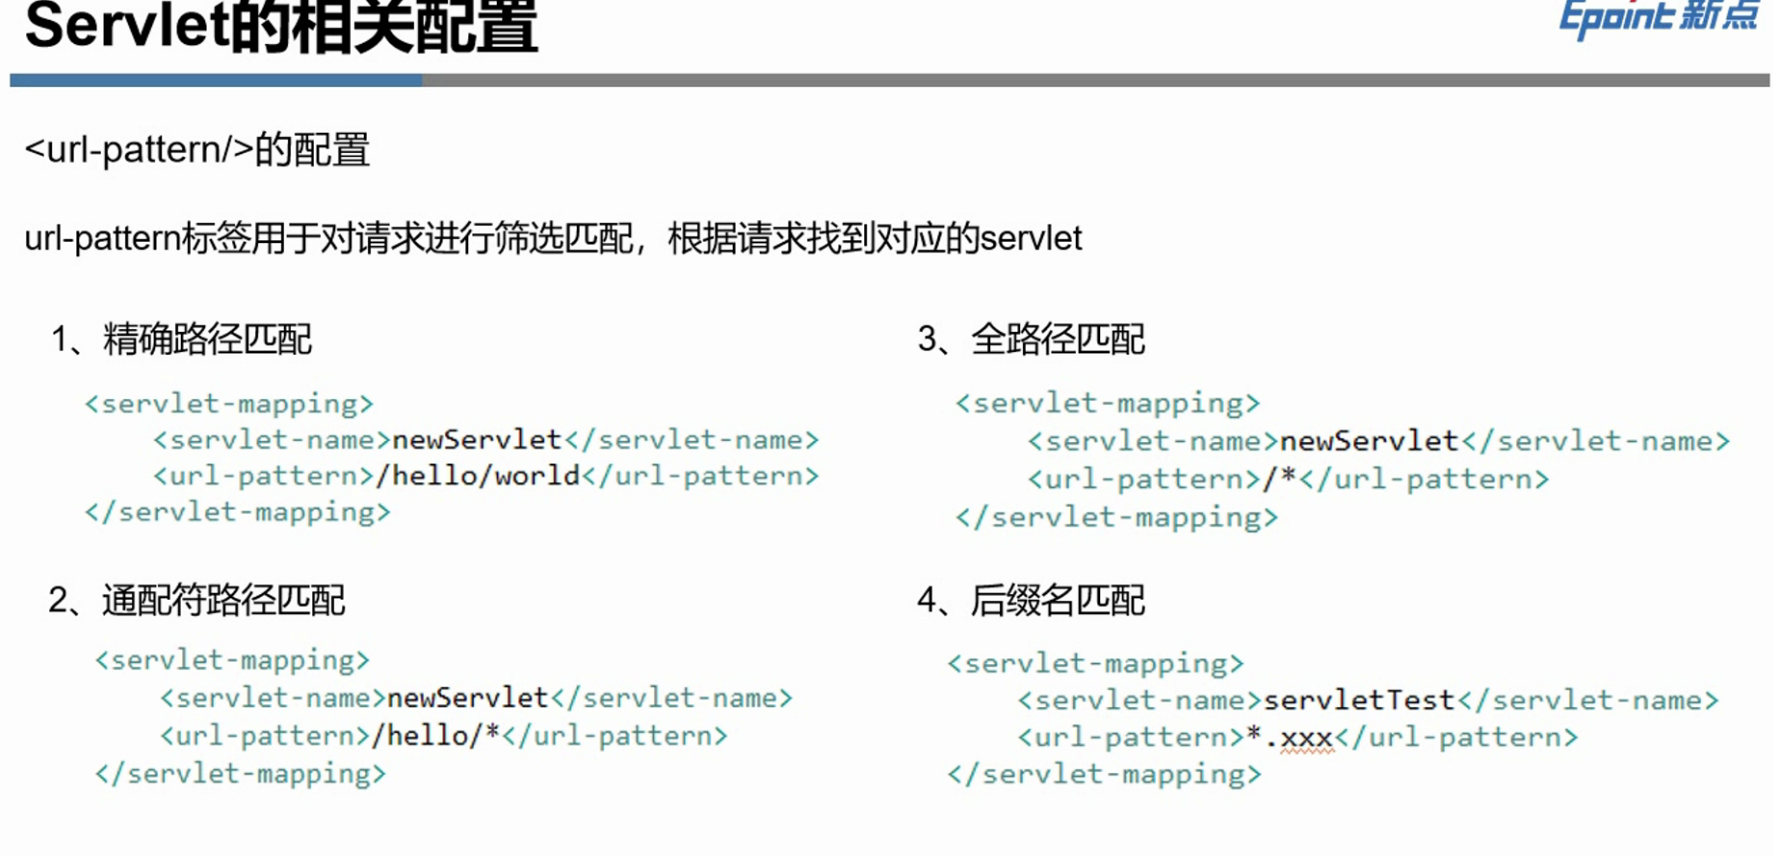 Servlet的相关配置
Epoint 新点
<url-pattern/>的配置
url-pattern标签用于对请求进行筛选匹配，根据请求找到对应的servlet
1、精确路径匹配
<servlet-mapping>
<servlet-name>newServlet</servlet-name>
<url-pattern>/hello/world</url-pattern>
</servlet-mapping>
2、通配符路径匹配
<servlet-mapping>
<servlet-name>newServlet</servlet-name>
<url-pattern>/hello/*</url-pattern>
</servlet-mapping>
3、全路径匹配
<servlet-mapping>
<servlet-name>newServlet</servlet-name>
<url-pattern>/*</url-pattern>
</servlet-mapping>
4、后缀名匹配
<servlet-mapping>
<servlet-name>servletTest</servlet-name>
<url-pattern>*.xxx</url-pattern>
</servlet-mapping>